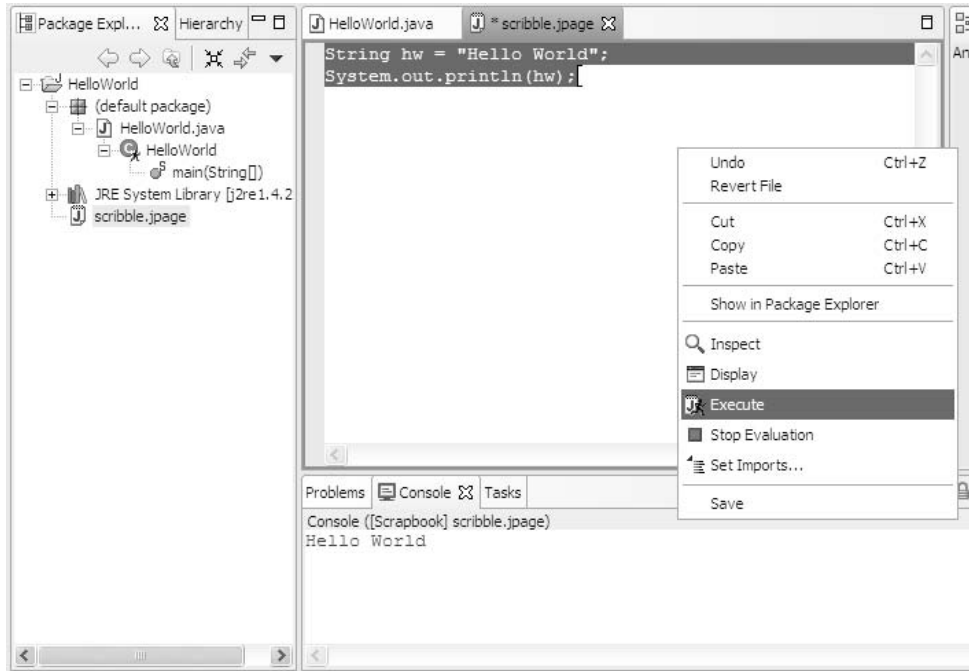 Package Expl... Hierarchy
HelloWorld
(default package)
HelloWorld.java
HelloWorld
main(String[])
JRE System Library [j2re1.4.2
scribble.jpage
HelloWorld.java * scribble.jpage
String hw = "Hello World";
System.out.println(hw);
An
Undo Ctrl+Z
Revert File
Cut Ctrl+X
Copy Ctrl+C
Paste Ctrl+V
Show in Package Explorer
Inspect
Display
Execute
Stop Evaluation
Set Imports...
Save
Problems Console Tasks
Console ([Scrapbook] scribble.jpage)
Hello World